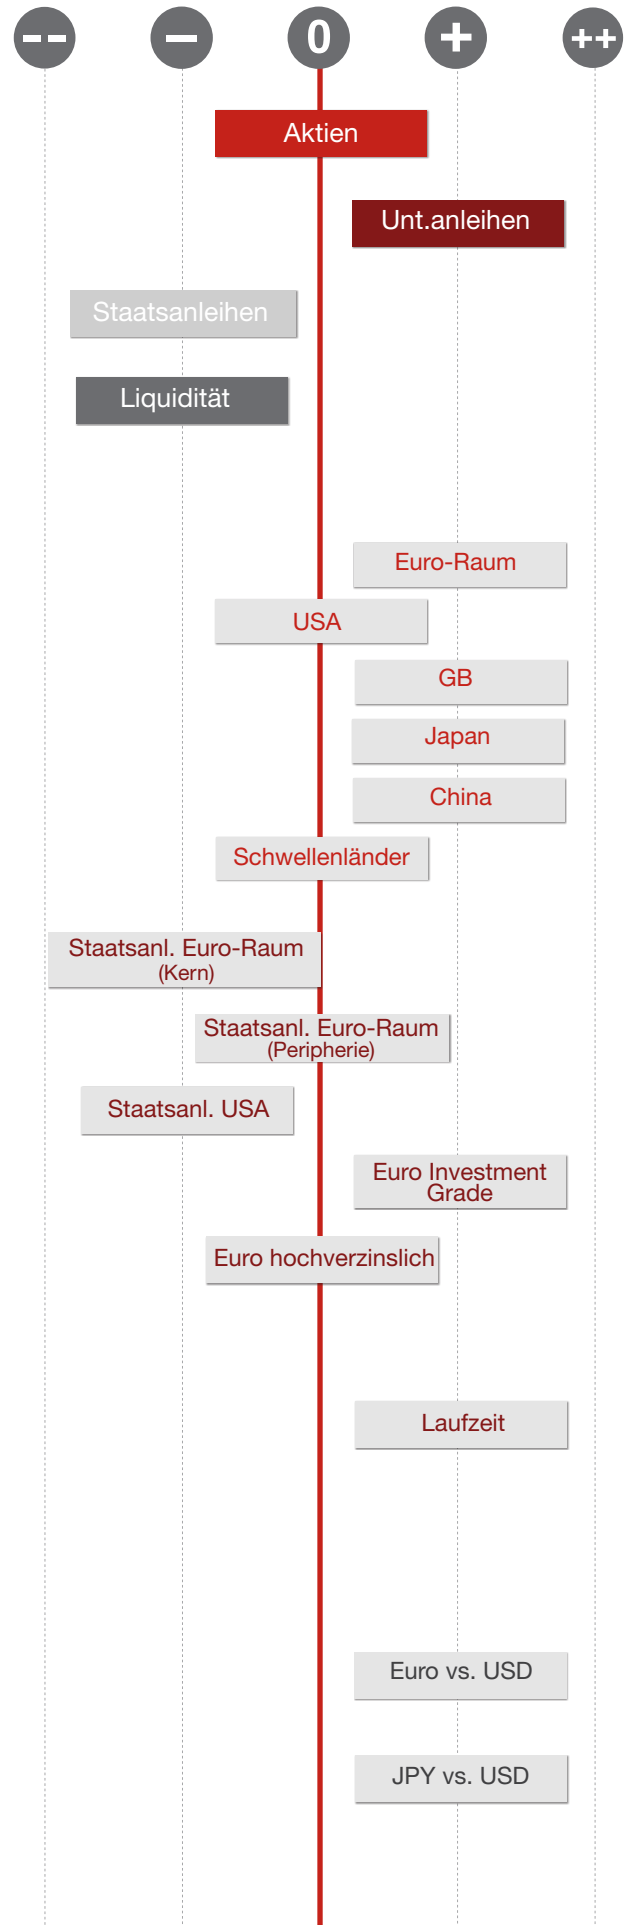 -- - 0 + ++
Aktien
Unt.anleihen
Staatsanleihen
Liquidität
Euro-Raum
USA
GB
Japan
China
Schwellenländer
Staatsanl. Euro-Raum
(Kern)
Staatsanl. Euro-Raum
(Peripherie)
Staatsanl. USA
Euro Investment
Grade
Euro hochverzinslich
Laufzeit
Euro vs. USD
JPY vs. USD